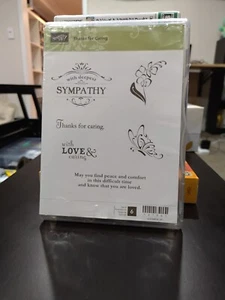 Thanks for Caring
with deepest
SYMPATHY
Thanks for caring.
with
LOVE &
caring
May you find peace and comfort
in this difficult time
and know that you are loved.